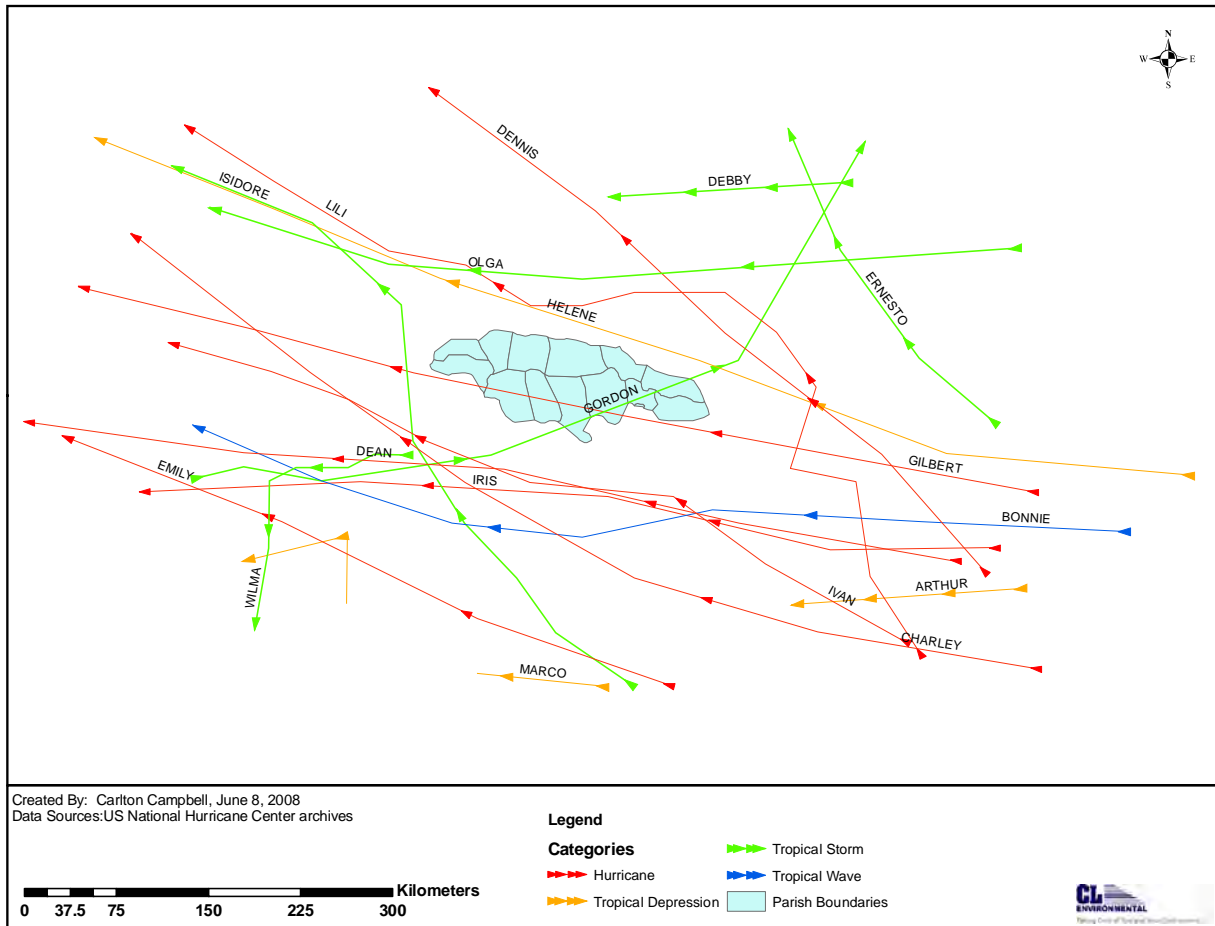 N
W E
S
DENNIS
ISIDORE
DEBBY
LILI
OLGA
ERNESTO
HELENE
GORDON
DEAN
GILBERT
EMILY
IRIS
BONNIE
WILMA
ARTHUR
IVAN
CHARLEY
MARCO
Created By: Carlton Campbell, June 8, 2008
Data Sources:US National Hurricane Center archives
Legend
Categories
Hurricane
Tropical Depression
Tropical Storm
Tropical Wave
Parish Boundaries
Kilometers
0 37.5 75 150 225 300
CL
ENVIRONMENTAL